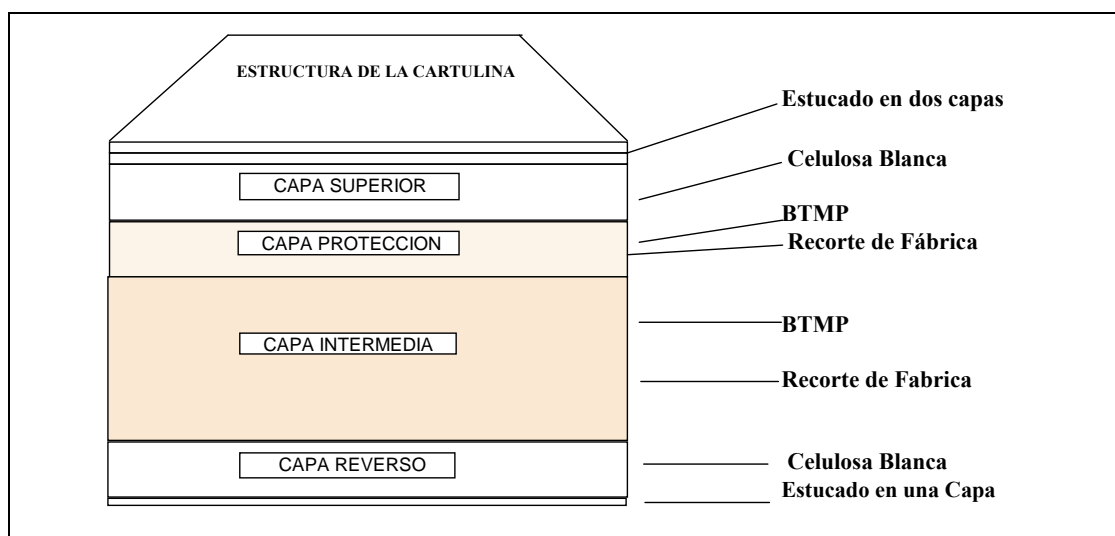 ESTRUCTURA DE LA CARTULINA
Estucado en dos capas
Celulosa Blanca
CAPA SUPERIOR
BTMP
CAPA PROTECCION
Recorte de Fábrica
BTMP
CAPA INTERMEDIA
Recorte de Fabrica
CAPA REVERSO
Celulosa Blanca
Estucado en una Capa